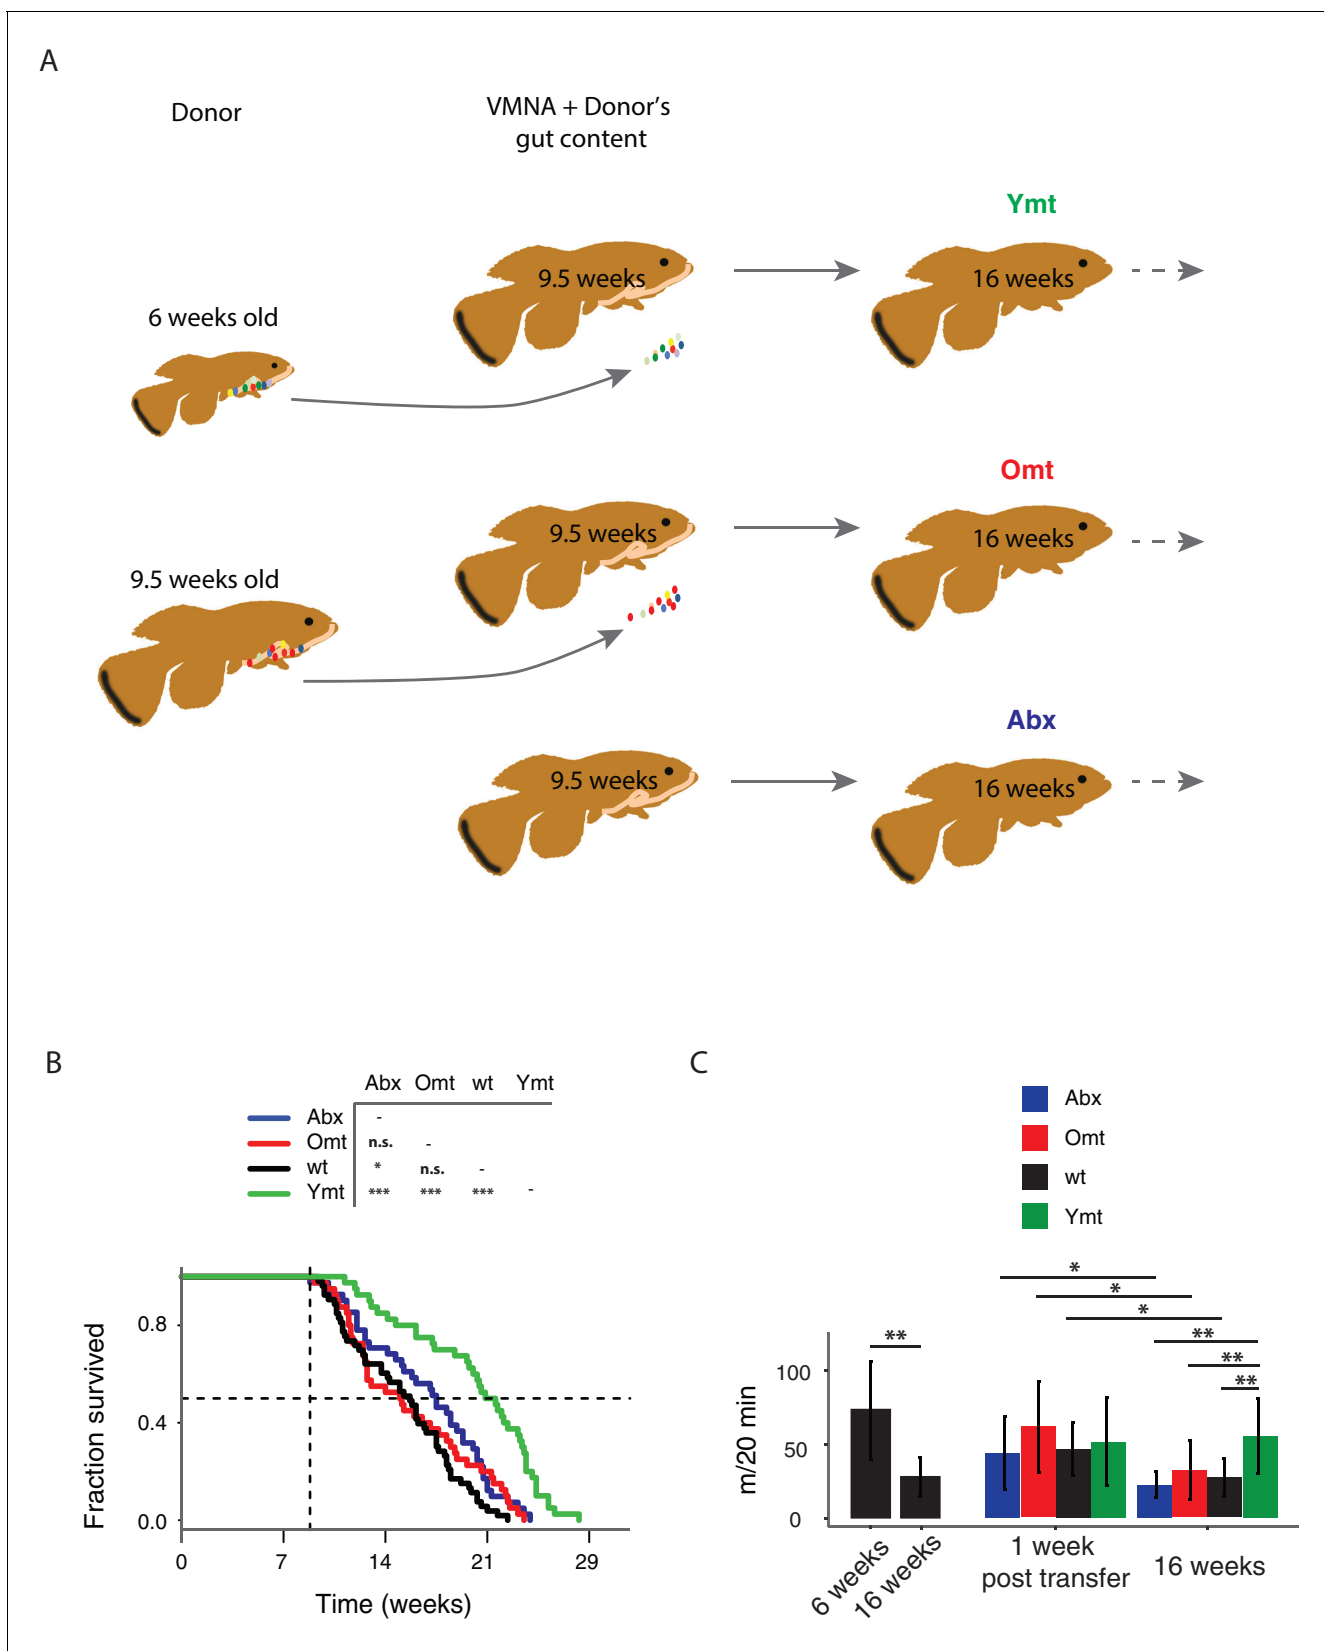 A
Donor
VMNA + Donor's
gut content
Ymt
9.5 weeks
16 weeks
6 weeks old
Omt
9.5 weeks
16 weeks
9.5 weeks old
Abx
9.5 weeks
16 weeks
B
Abx Omt wt Ymt
Abx -
Omt n.s. -
wt * n.s. -
Ymt *** *** *** -
Fraction survived
0.8
0.4
0.0
0 7 14 21 29
Time (weeks)
C
Abx
Omt
wt
Ymt
*
*
*
**
**
**
**
m/20 min
100
50
0
6 weeks
16 weeks
1 week
post transfer
16 weeks